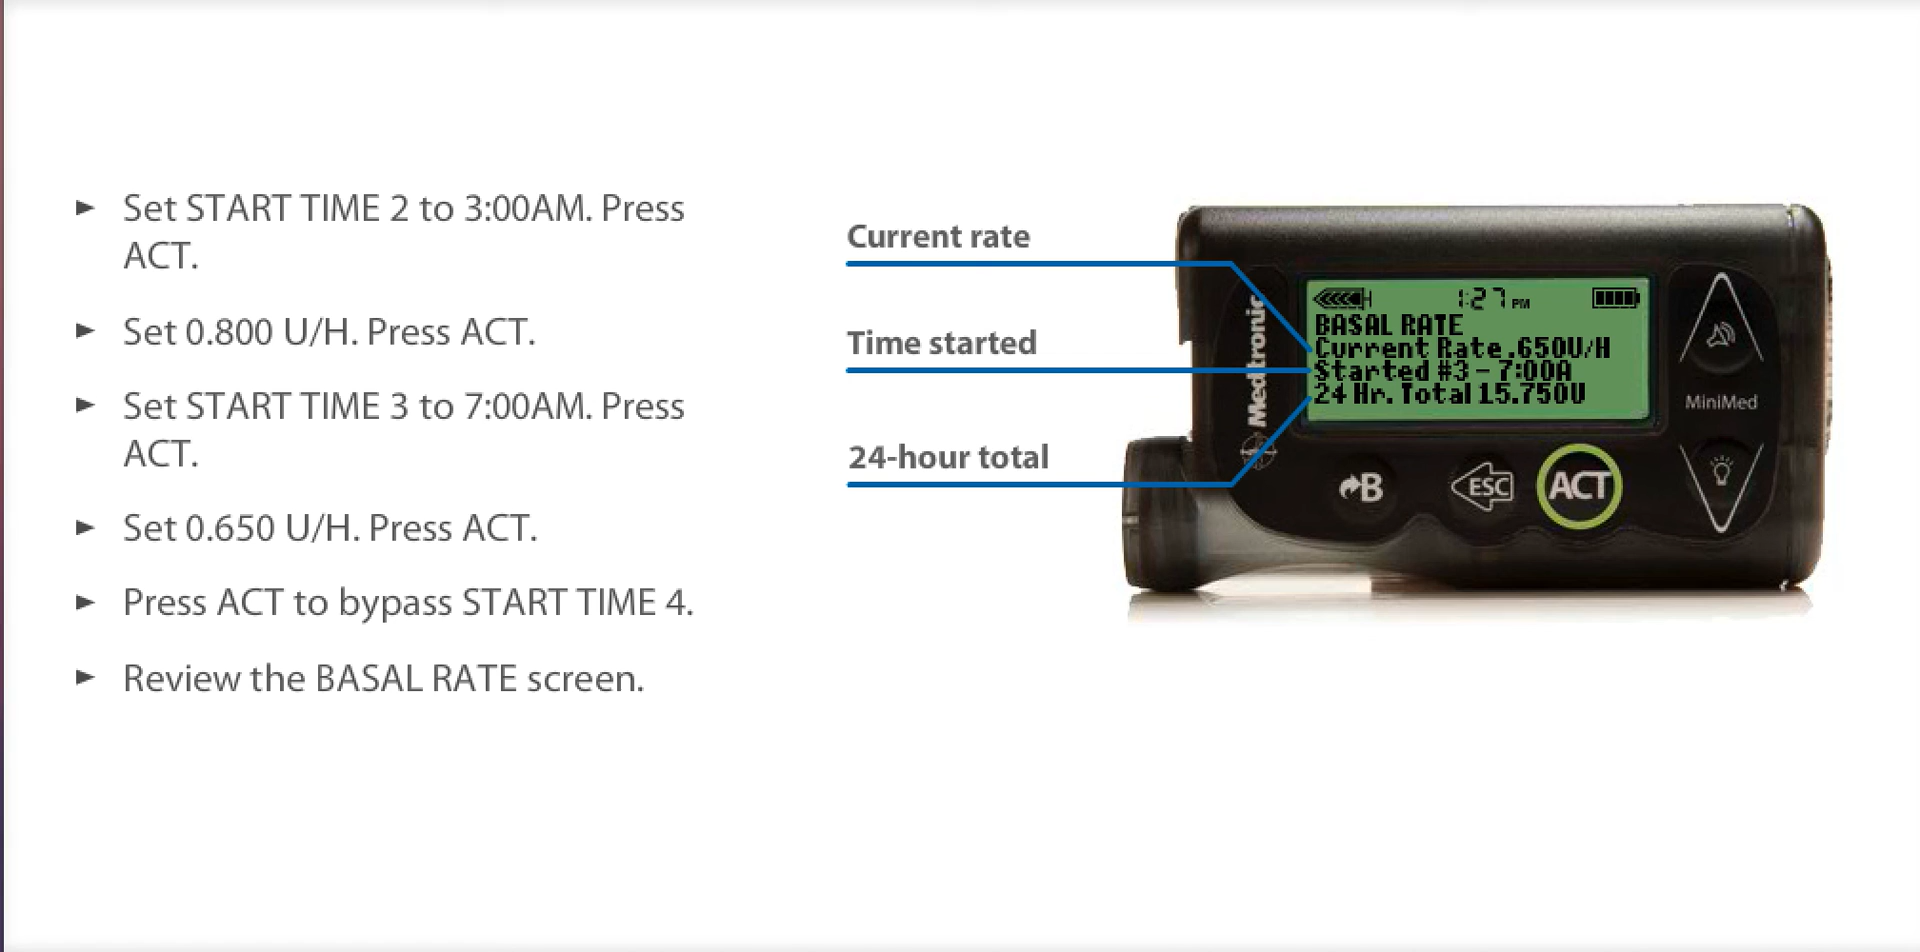 Set START TIME 2 to 3:00AM. Press
ACT.
Set 0.800 U/H. Press ACT.
Set START TIME 3 to 7:00AM. Press
ACT.
Set 0.650 U/H. Press ACT.
Press ACT to bypass START TIME 4.
Review the BASAL RATE screen.
Current rate
Time started
24-hour total
Medtronic
1:27 PM
BASAL RATE
Current Rate .650U/H
Started #3 - 7:00A
24 Hr. Total 15.750U
MiniMed
B
ESC
ACT